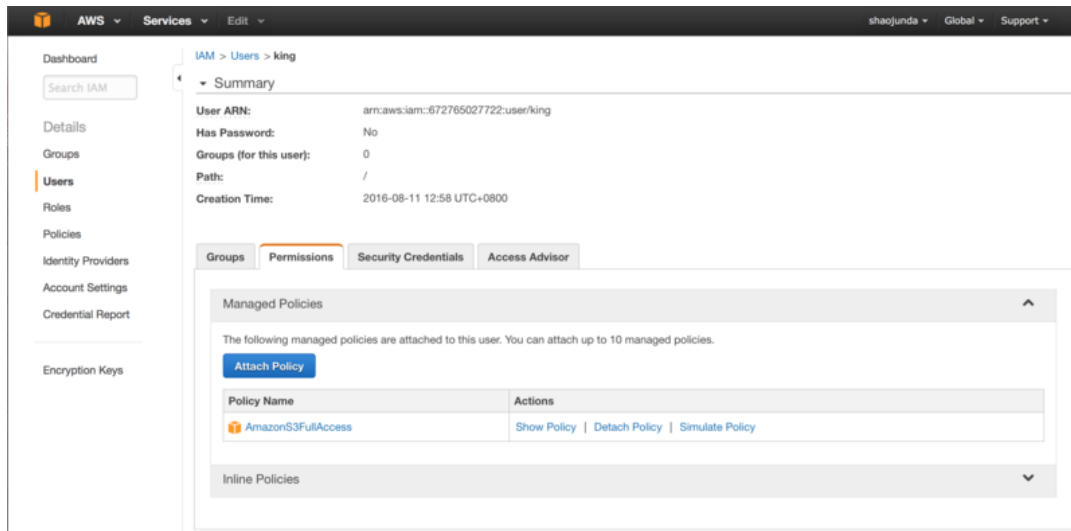 AWS Services Edit shaojunda Global Support
Dashboard
Search IAM
Details
Groups
Users
Roles
Policies
Identity Providers
Account Settings
Credential Report
Encryption Keys
IAM > Users > king
Summary
User ARN: arn:aws:iam::672765027722:user/king
Has Password: No
Groups (for this user): 0
Path: /
Creation Time: 2016-08-11 12:58 UTC+0800
Groups Permissions Security Credentials Access Advisor
Managed Policies
The following managed policies are attached to this user. You can attach up to 10 managed policies.
Attach Policy
Policy Name Actions
AmazonS3FullAccess Show Policy | Detach Policy | Simulate Policy
Inline Policies